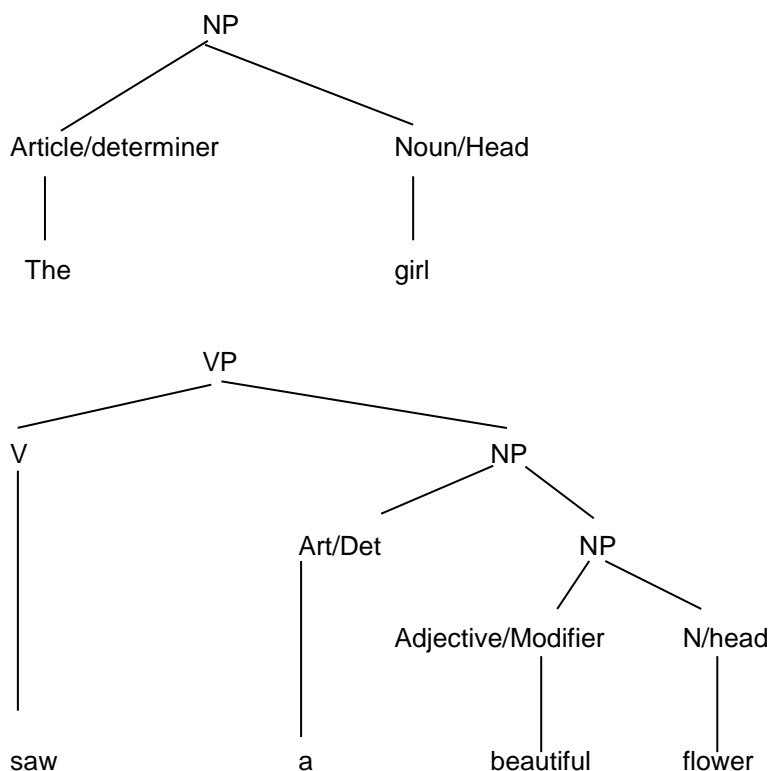 NP
Article/determiner Noun/Head
The girl
VP
V NP
Art/Det NP
Adjective/Modifier N/head
saw a beautiful flower